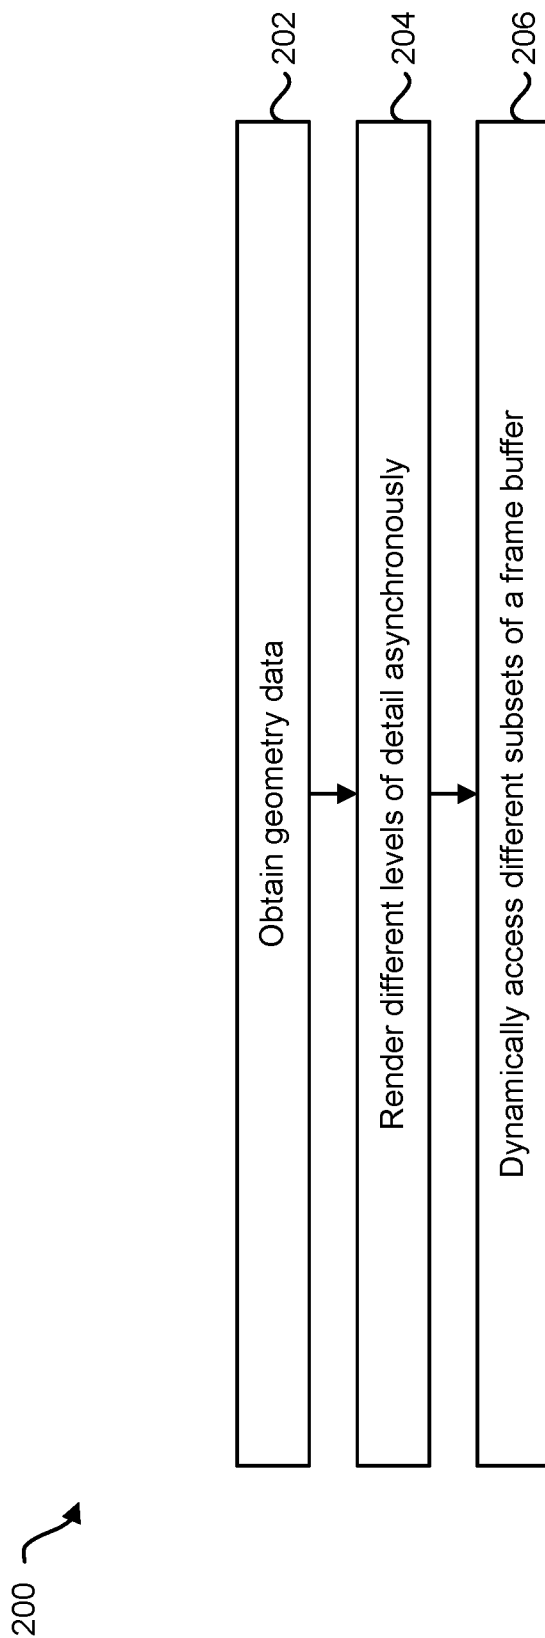 200
Obtain geometry data
202
Render different levels of detail asynchronously
204
Dynamically access different subsets of a frame buffer
206